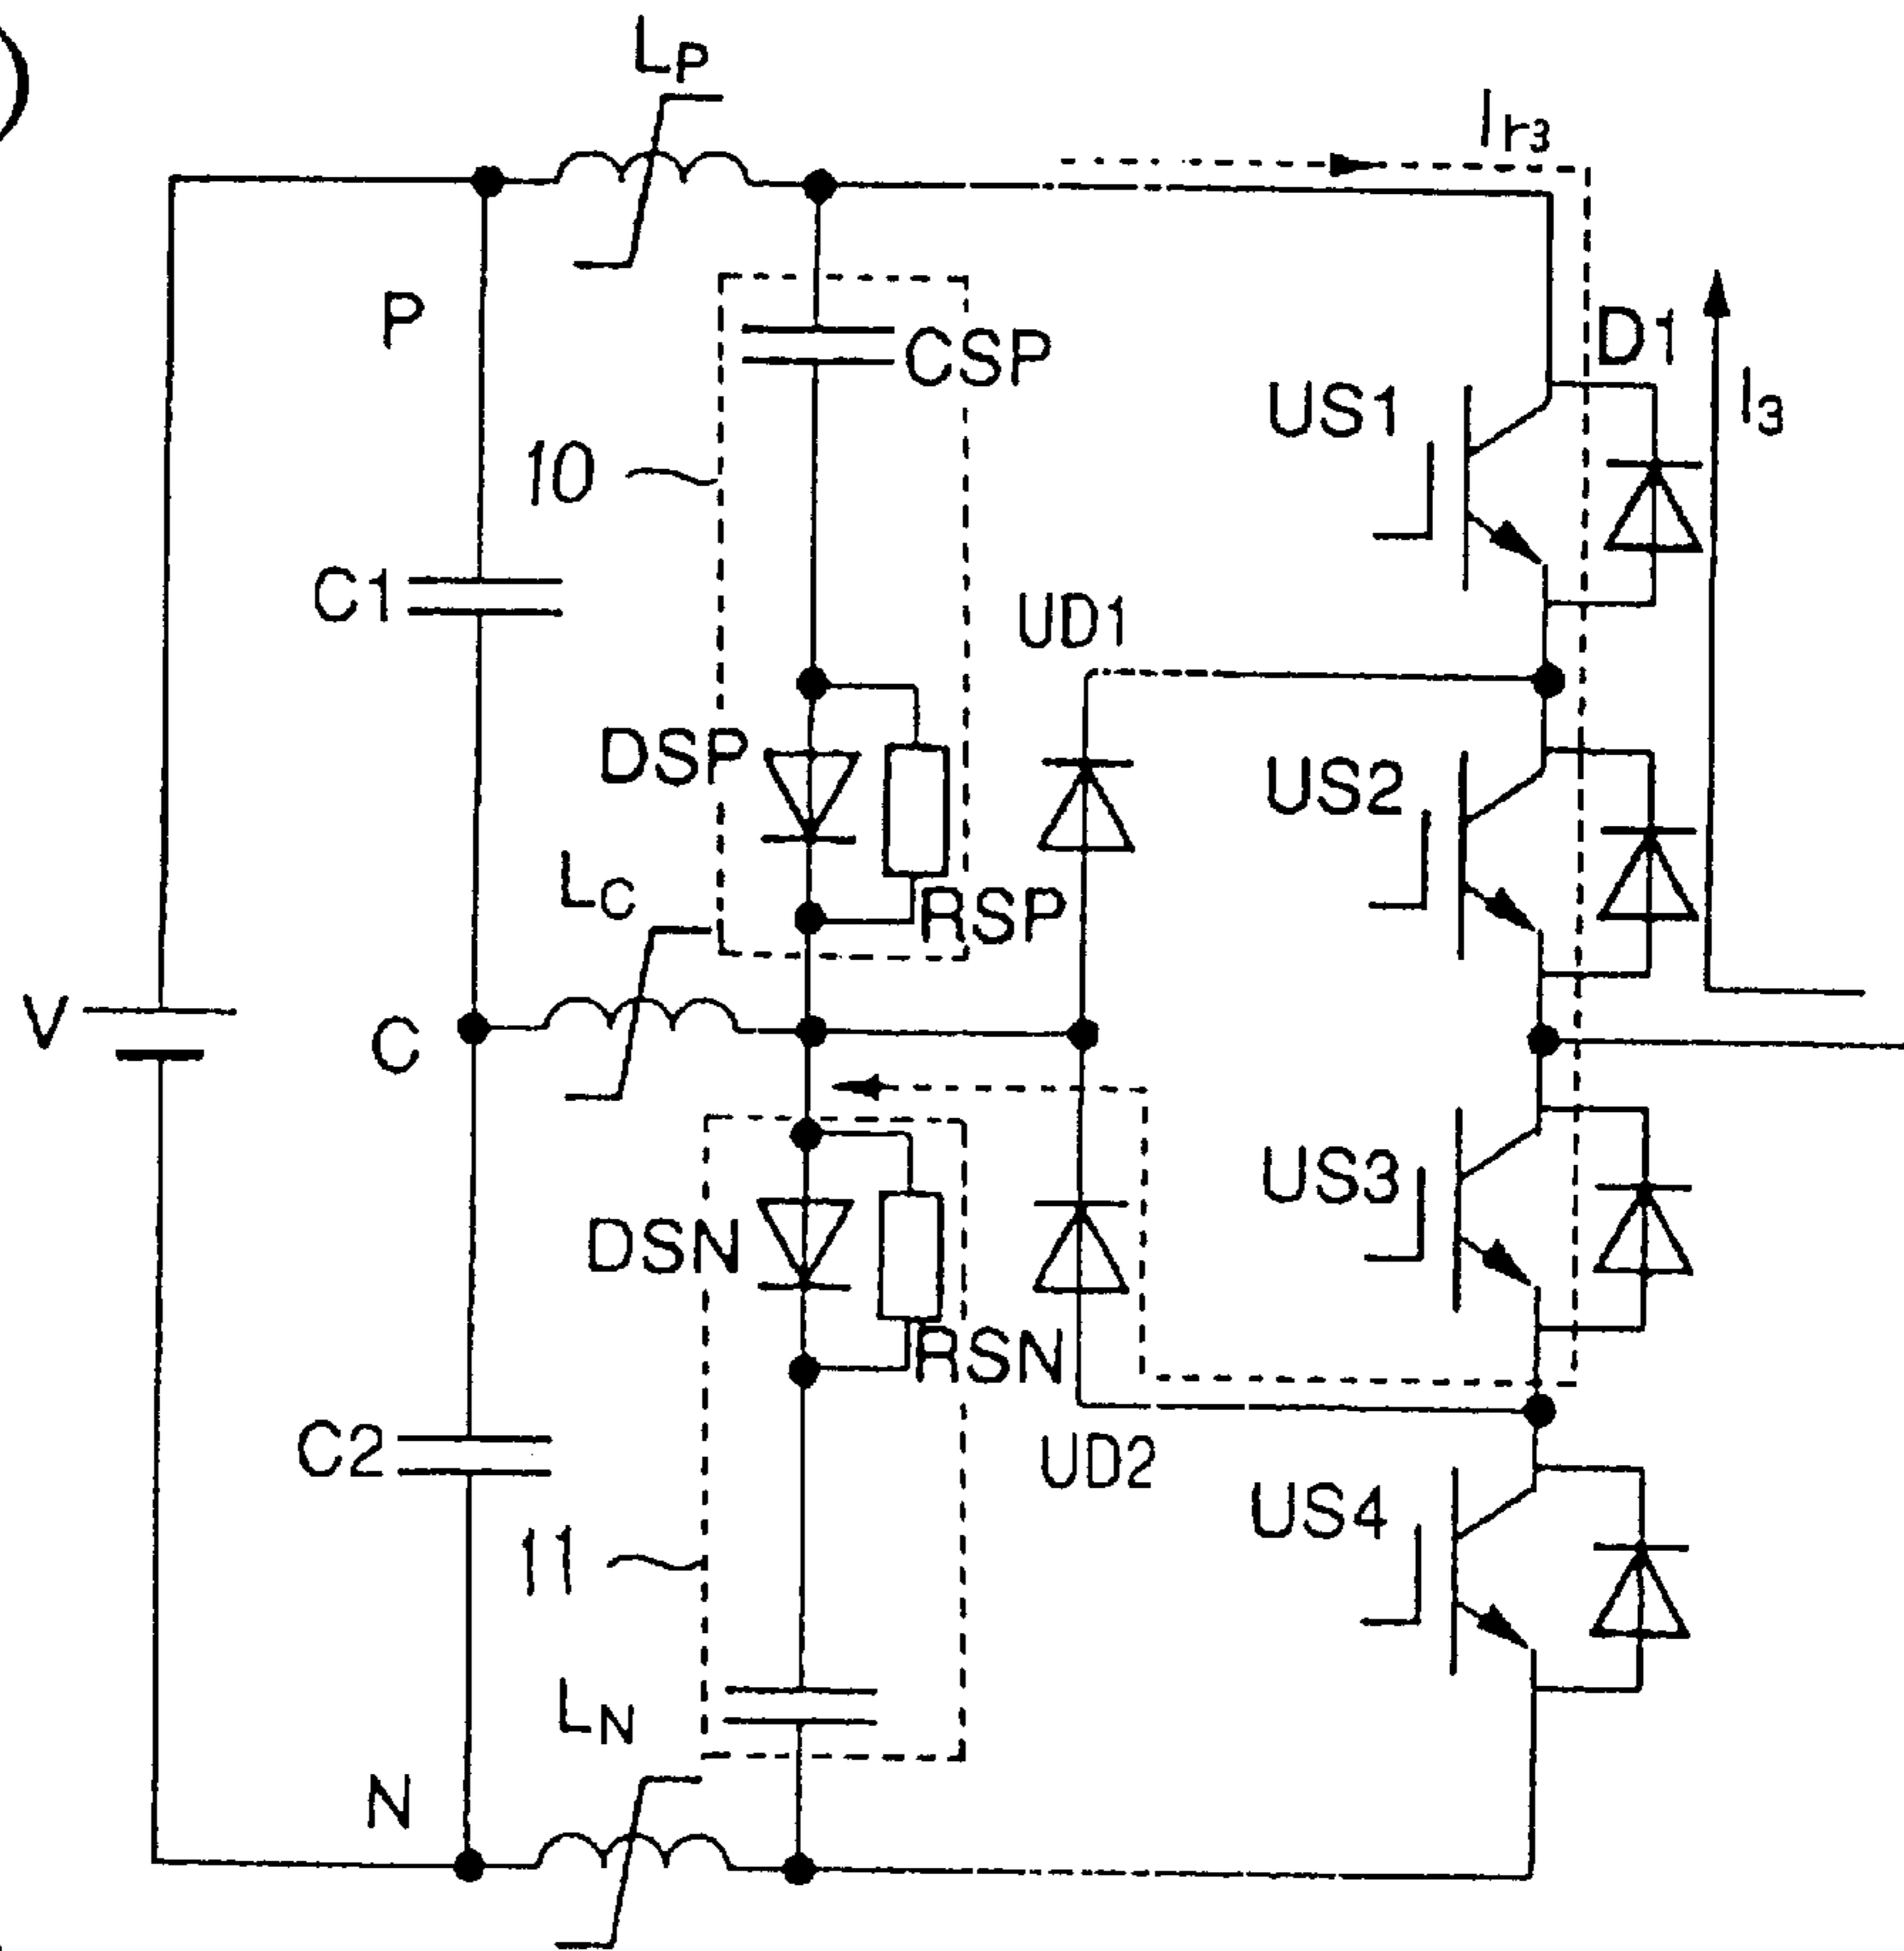 )
LP
Ir3
P
CSP
D1
US1
I3
10
C1
UD1
DSP
US2
LC
RSP
V
C
US3
DSN
RSN
C2
UD2
US4
11
LN
N